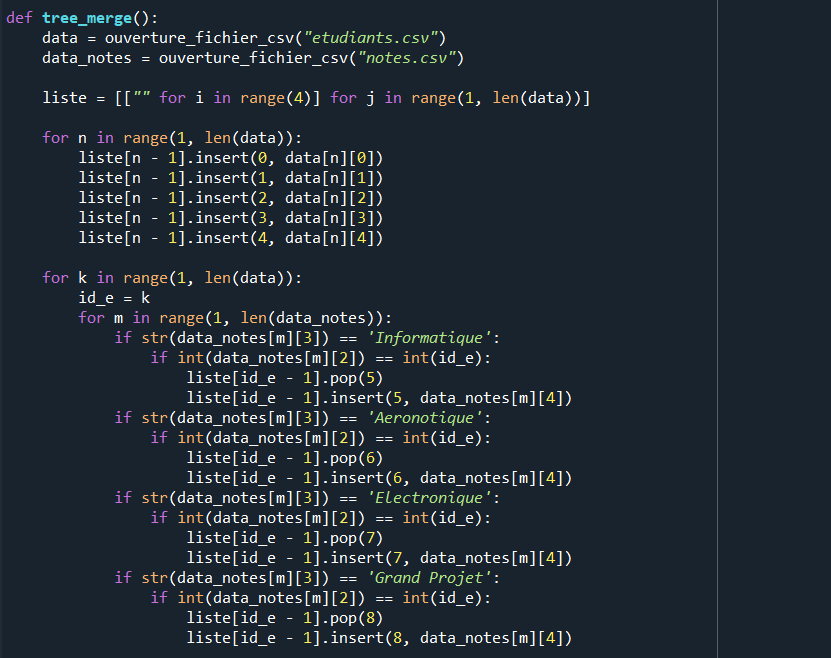 def tree_merge():
    data = ouverture_fichier_csv("etudiants.csv")
    data_notes = ouverture_fichier_csv("notes.csv")

    liste = [["" for i in range(4)] for j in range(1, len(data))]

    for n in range(1, len(data)):
        liste[n - 1].insert(0, data[n][0])
        liste[n - 1].insert(1, data[n][1])
        liste[n - 1].insert(2, data[n][2])
        liste[n - 1].insert(3, data[n][3])
        liste[n - 1].insert(4, data[n][4])

    for k in range(1, len(data)):
        id_e = k
        for m in range(1, len(data_notes)):
            if str(data_notes[m][3]) == 'Informatique':
                if int(data_notes[m][2]) == int(id_e):
                    liste[id_e - 1].pop(5)
                    liste[id_e - 1].insert(5, data_notes[m][4])
            if str(data_notes[m][3]) == 'Aeronotique':
                if int(data_notes[m][2]) == int(id_e):
                    liste[id_e - 1].pop(6)
                    liste[id_e - 1].insert(6, data_notes[m][4])
            if str(data_notes[m][3]) == 'Electronique':
                if int(data_notes[m][2]) == int(id_e):
                    liste[id_e - 1].pop(7)
                    liste[id_e - 1].insert(7, data_notes[m][4])
            if str(data_notes[m][3]) == 'Grand Projet':
                if int(data_notes[m][2]) == int(id_e):
                    liste[id_e - 1].pop(8)
                    liste[id_e - 1].insert(8, data_notes[m][4])